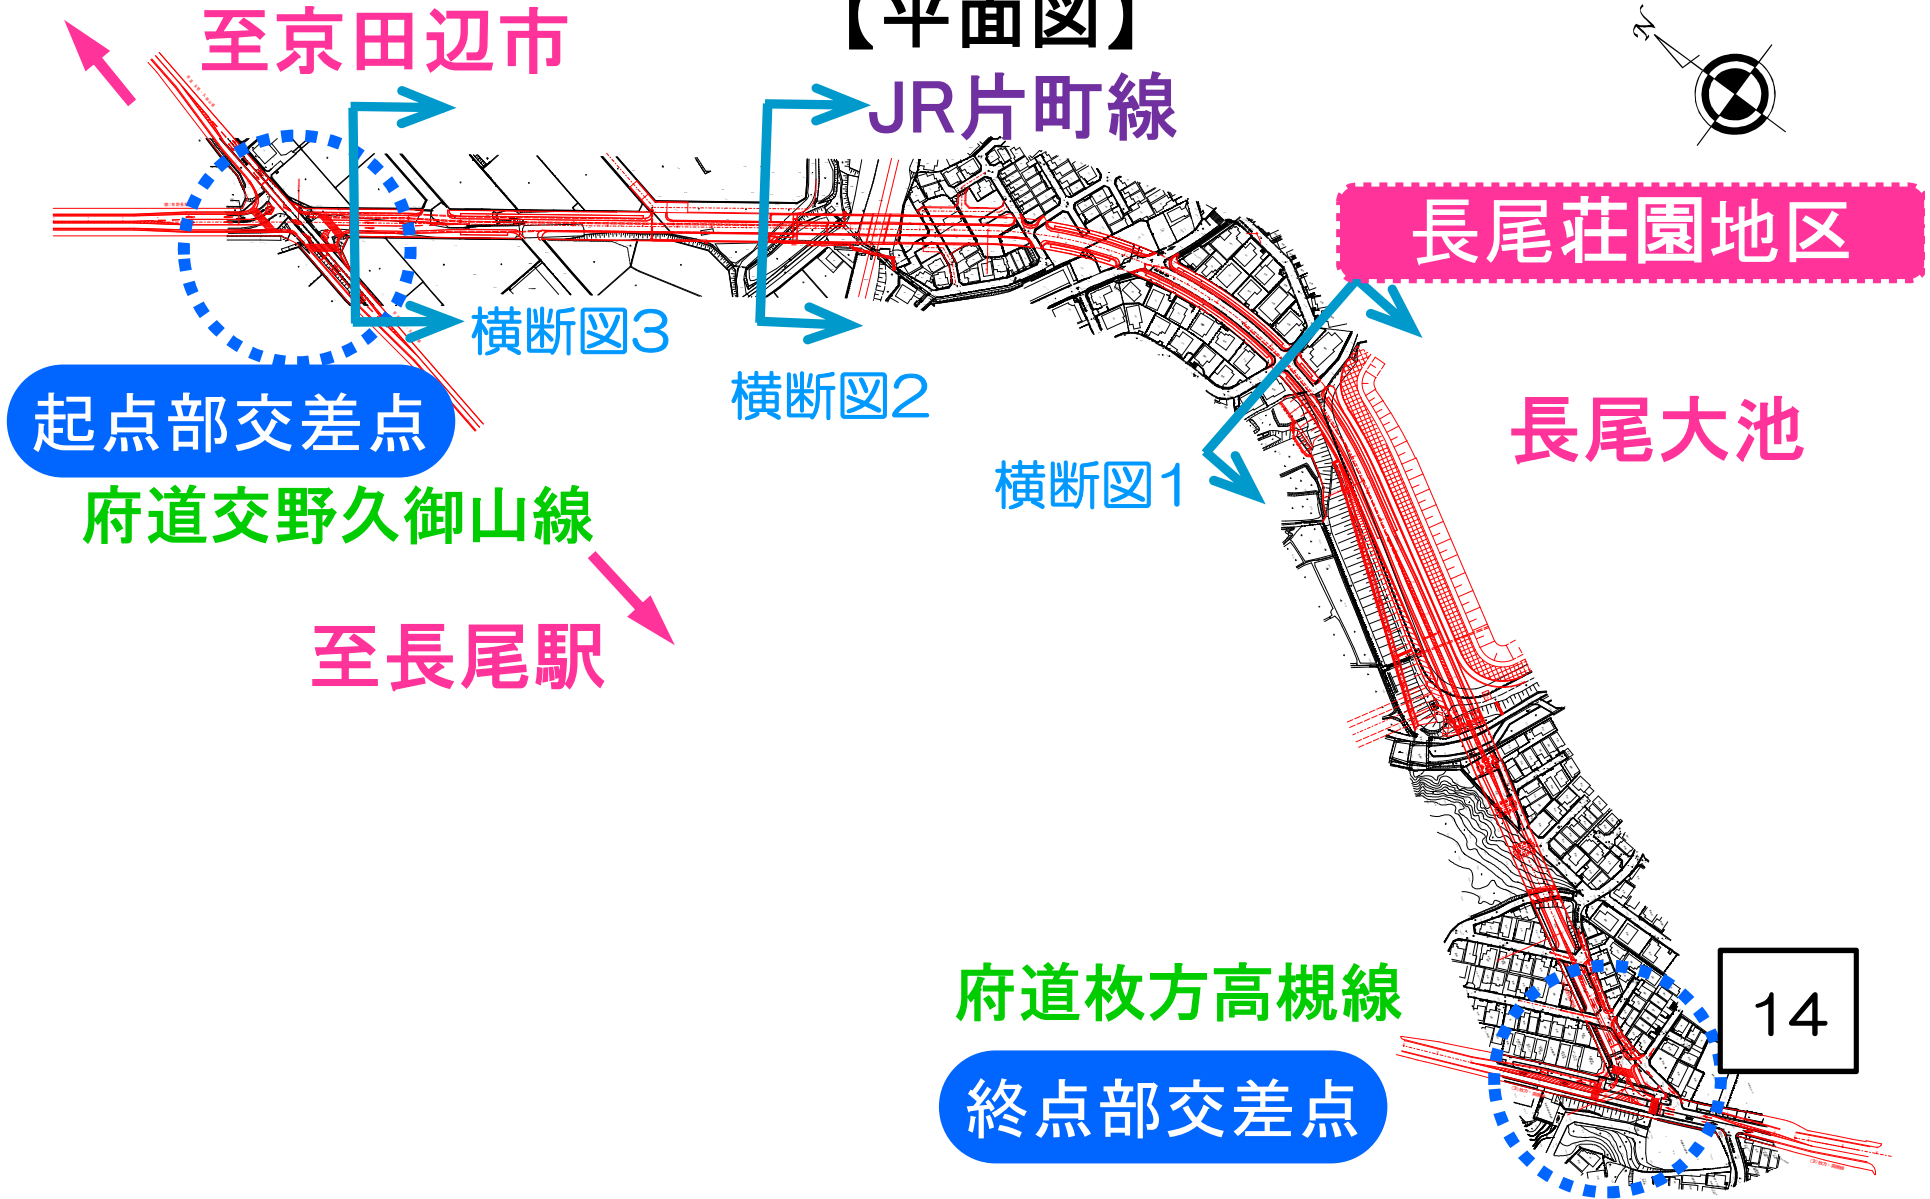 【平面図】
至京田辺市
JR片町線
N
長尾荘園地区
横断図3
横断図2
起点部交差点
長尾大池
横断図1
府道交野久御山線
至長尾駅
府道枚方高槻線
14
終点部交差点